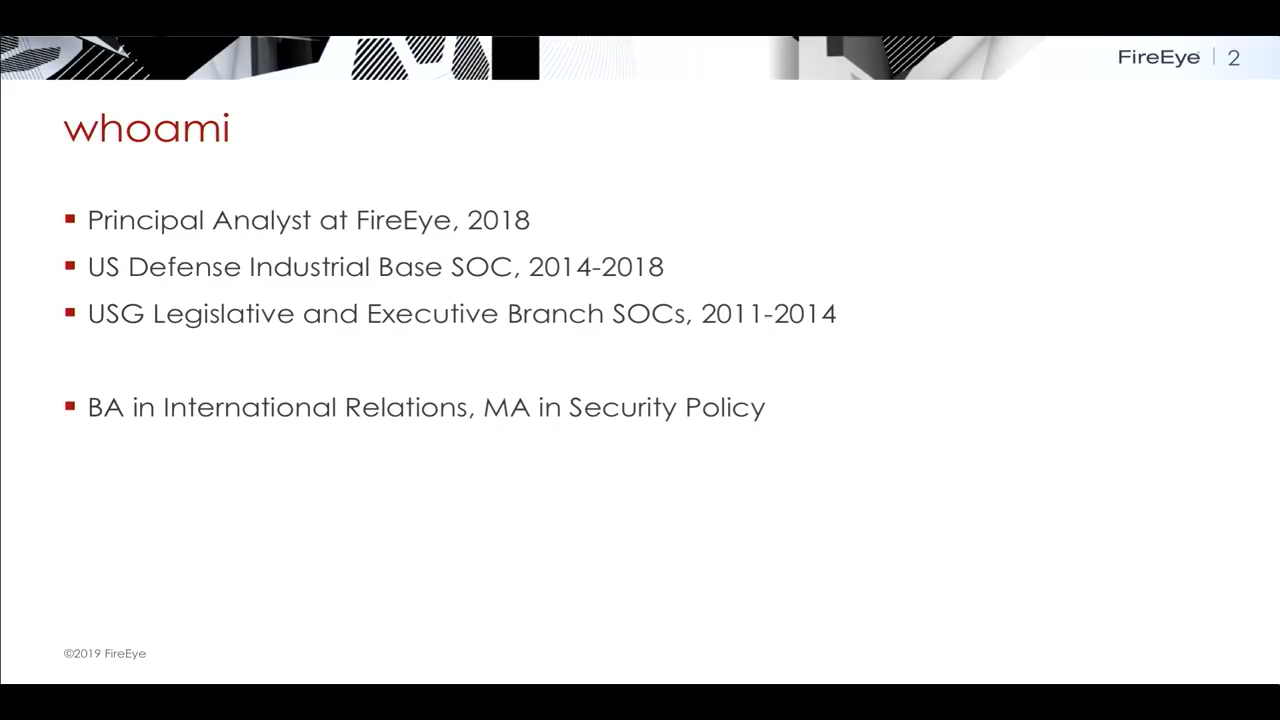 FireEye | 2
whoami
▪ Principal Analyst at FireEye, 2018
▪ US Defense Industrial Base SOC, 2014-2018
▪ USG Legislative and Executive Branch SOCs, 2011-2014
▪ BA in International Relations, MA in Security Policy
©2019 FireEye